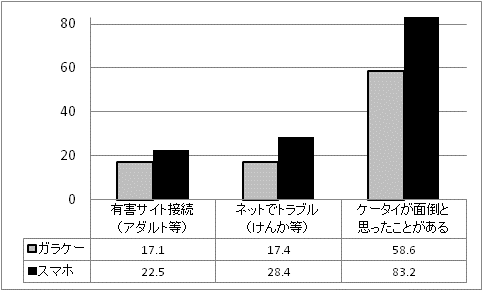 80
60
40
20
0
有害サイト接続
（アダルト等）
ネットでトラブル
（けんか等）
ケータイが面倒と
思ったことがある
ガラケー 17.1 17.4 58.6
スマホ 22.5 28.4 83.2